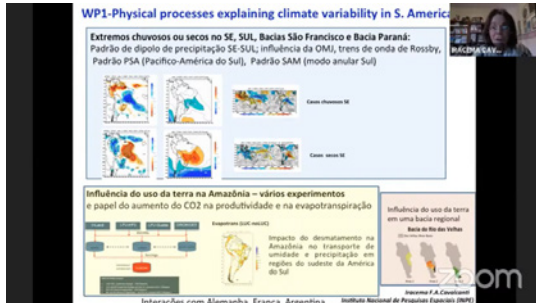 WP1-Physical processes explaining climate variability in S. America
IRACEMA CAV...
Extremos chuvosos ou secos no SE, SUL, Bacias São Francisco e Bacia Paraná:
Padrão de dipolo de precipitação SE-SUL; influência da OMJ, trens de onda de Rossby,
Padrão PSA (Pacifico-América do Sul), Padrão SAM (modo anular Sul)
Casos chuvosos SE
Casos secos SE
Influência do uso da terra na Amazônia – vários experimentos
e papel do aumento do CO2 na produtividade e na evapotranspiração
Evapotrans (LUC noLUC)
Impacto do desmatamento na
Amazônia no transporte de
umidade e precipitação em
regiões do sudeste da América
do Sul
Influência do uso da terra
em uma bacia regional
Bacia do Rio das Velhas
zoom
Iracema F.A.Cavalcanti
Interações com Alemanha, França, Argentina
Instituto Nacional de Pesquisas Espaciais (INPE)